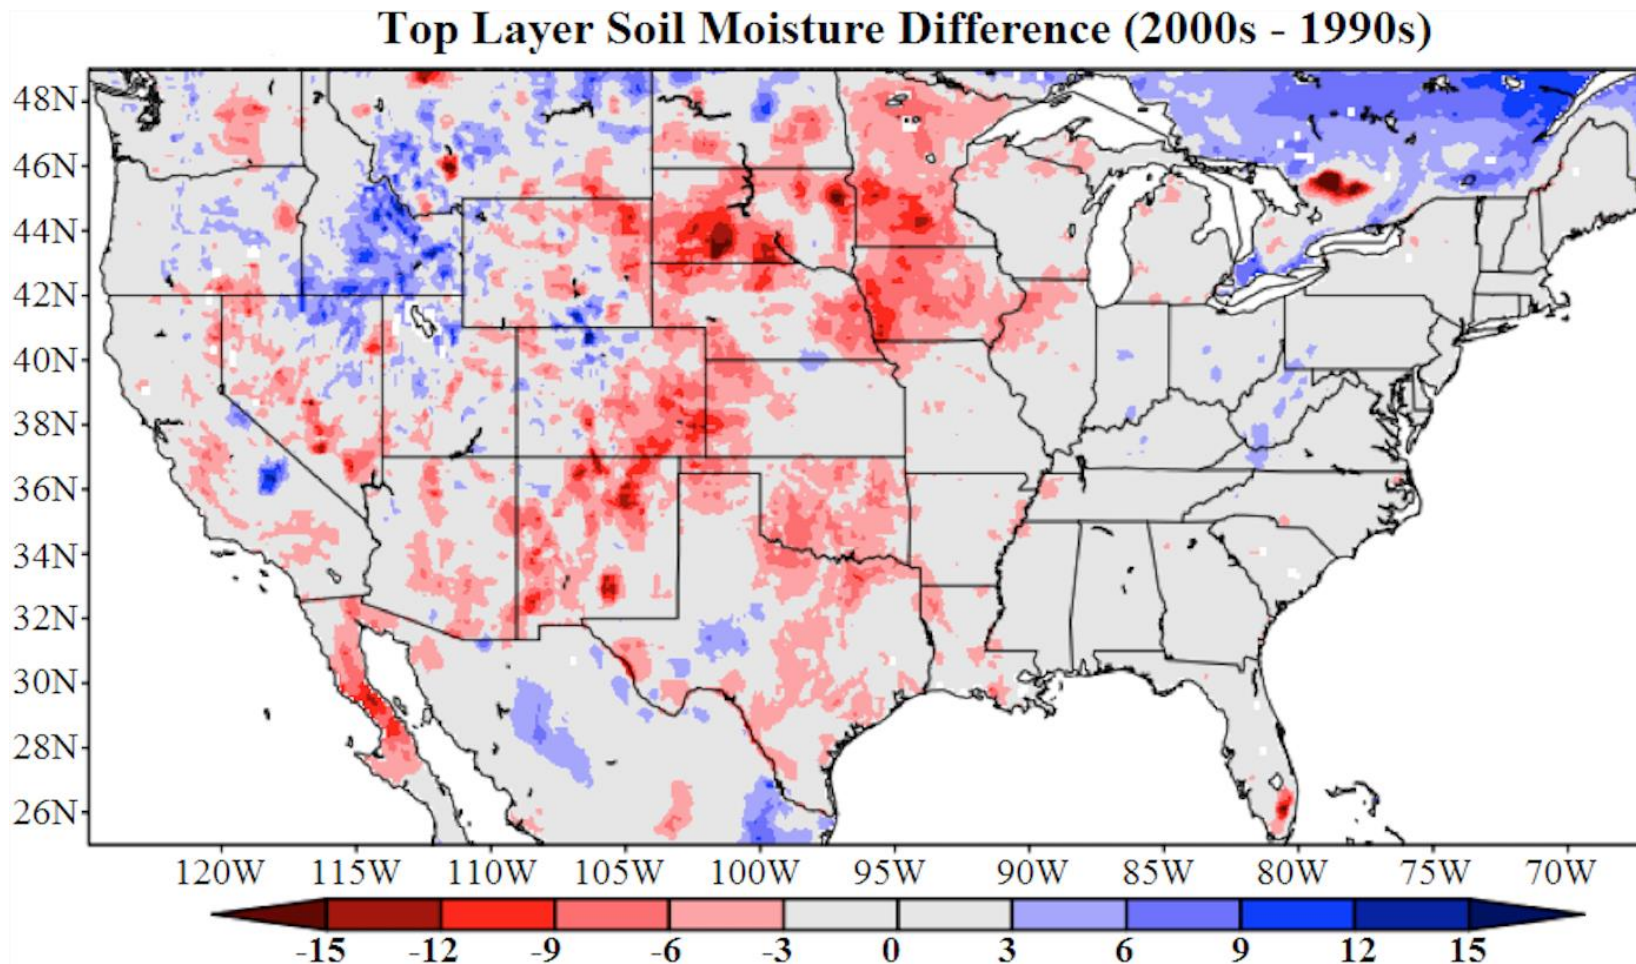 Top Layer Soil Moisture Difference (2000s - 1990s)
48N
46N
44N
42N
40N
38N
36N
34N
32N
30N
28N
26N
120W 115W 110W 105W 100W 95W 90W 85W 80W 75W 70W
-15 -12 -9 -6 -3 0 3 6 9 12 15